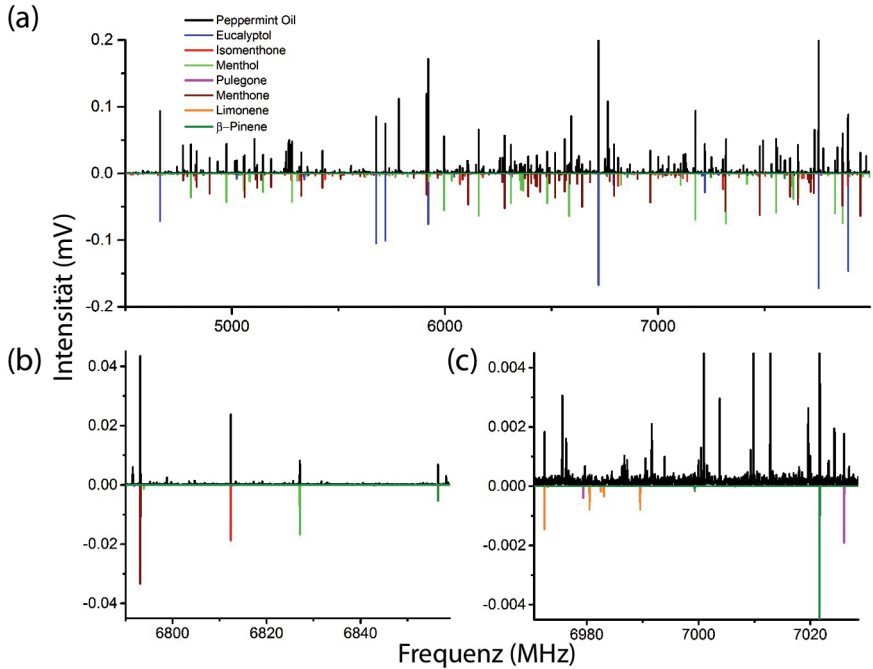 (a)
Peppermint Oil
Eucalyptol
Isomenthone
Menthol
Pulegone
Menthone
Limonene
β–Pinene
0.2
0.1
0.0
-0.1
-0.2
5000 6000 7000
Intensität (mV)
(b)
0.04
0.02
0.00
-0.02
-0.04
6800 6820 6840
(c)
0.004
0.002
0.000
-0.002
-0.004
6980 7000 7020
Frequenz (MHz)